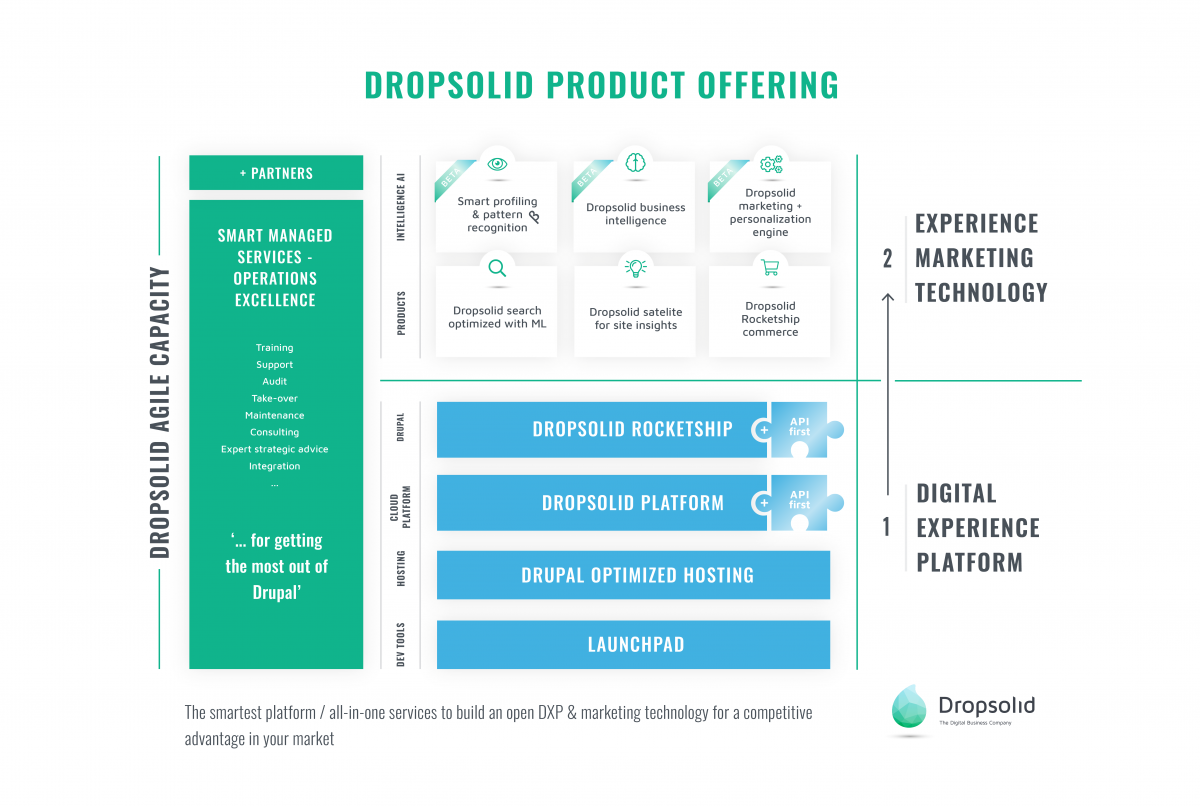 DROPSOLID PRODUCT OFFERING
DROPSOLID AGILE CAPACITY
+ PARTNERS
SMART MANAGED
SERVICES -
OPERATIONS
EXCELLENCE
Training
Support
Audit
Take-over
Maintenance
Consulting
Expert strategic advice
Integration
...
‘... for getting
the most out of
Drupal’
INTELLIGENCE AI
BETA
Smart profiling
& pattern
recognition
BETA
Dropsolid business
intelligence
BETA
Dropsolid
marketing +
personalization
engine
PRODUCTS
Dropsolid search
optimized with ML
Dropsolid satelite
for site insights
Dropsolid
Rocketship
commerce
DRUPAL
DROPSOLID ROCKETSHIP
+
API
first
CLOUD
PLATFORM
DROPSOLID PLATFORM
+
API
first
HOSTING
DRUPAL OPTIMIZED HOSTING
DEV TOOLS
LAUNCHPAD
2
EXPERIENCE
MARKETING
TECHNOLOGY
1
DIGITAL
EXPERIENCE
PLATFORM
The smartest platform / all-in-one services to build an open DXP & marketing technology for a competitive
advantage in your market
Dropsolid
The Digital Business Company